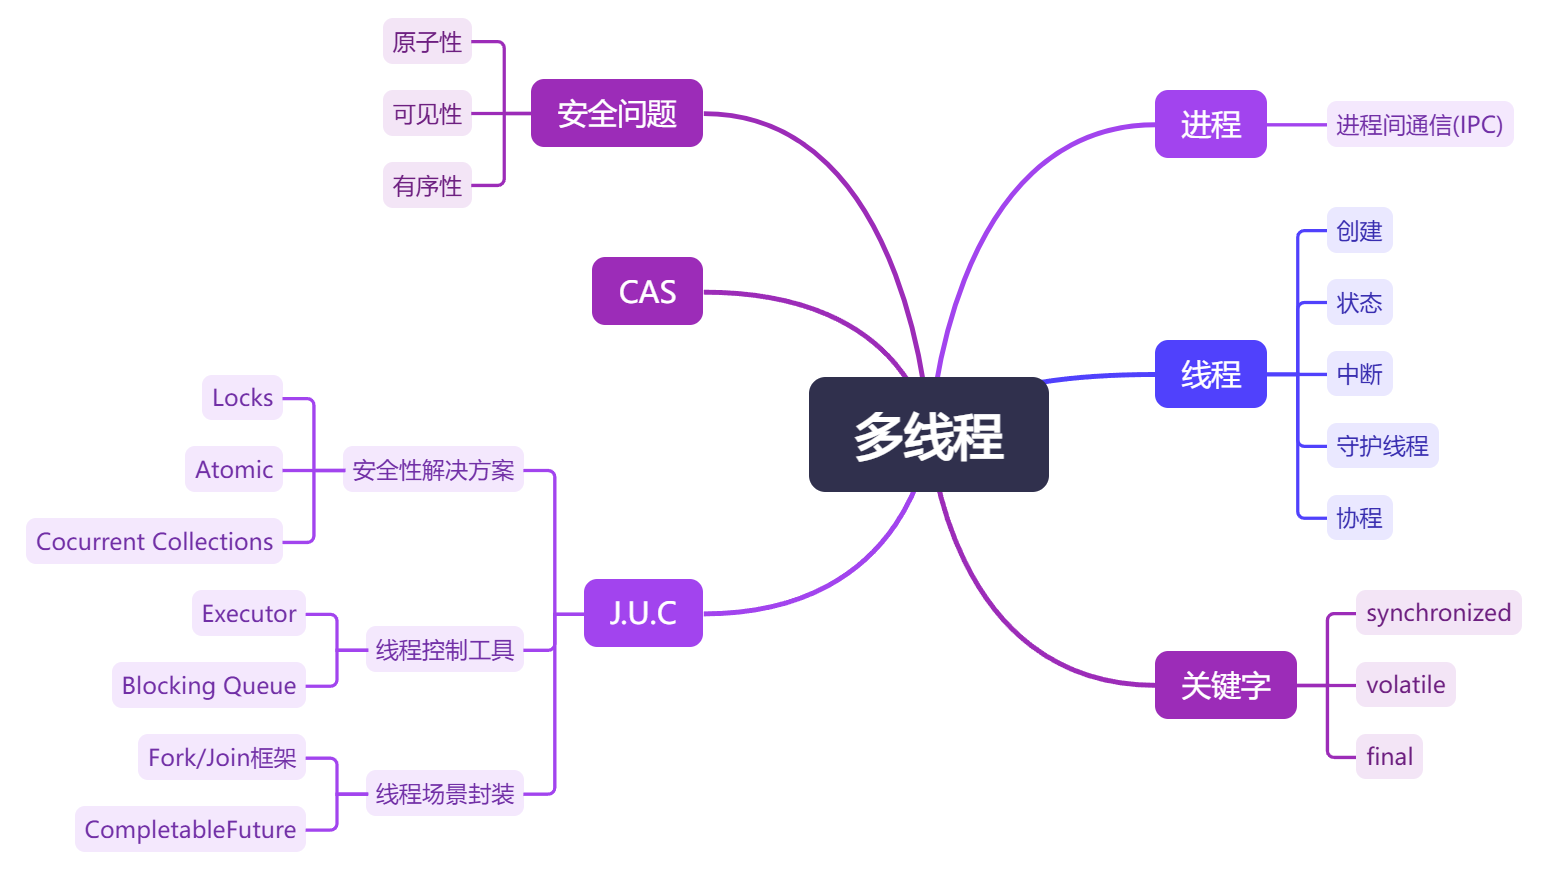 多线程
进程
进程间通信(IPC)
线程
创建
状态
中断
守护线程
协程
关键字
synchronized
volatile
final
安全问题
原子性
可见性
有序性
CAS
J.U.C
安全性解决方案
Locks
Atomic
Cocurrent Collections
线程控制工具
Executor
Blocking Queue
线程场景封装
Fork/Join框架
CompletableFuture